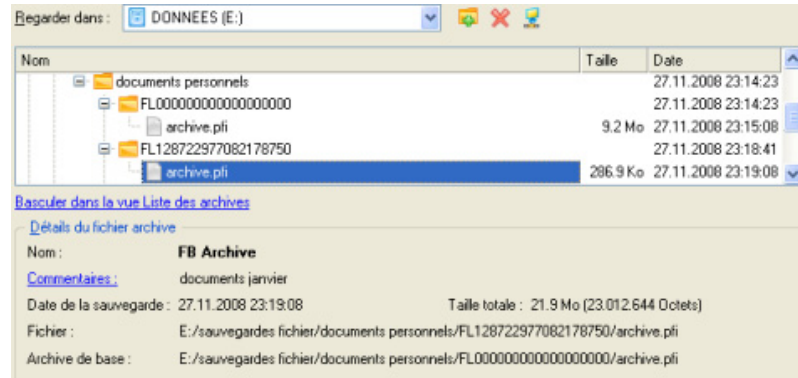 Regarder dans : DONNEES (E:)
Nom Taille Date
documents personnels 27.11.2008 23:14:23
FL000000000000000000 27.11.2008 23:14:23
archive.pfi 9.2 Mo 27.11.2008 23:15:08
FL128722977082178750 27.11.2008 23:18:41
archive.pfi 286.9 Ko 27.11.2008 23:19:08
Basculer dans la vue Liste des archives
Détails du fichier archive
Nom : FB Archive
Commentaires : documents janvier
Date de la sauvegarde : 27.11.2008 23:19:08 Taille totale : 21.9 Mo (23.012.644 Octets)
Fichier : E:/sauvegardes fichier/documents personnels/FL128722977082178750/archive.pfi
Archive de base : E:/sauvegardes fichier/documents personnels/FL000000000000000000/archive.pfi